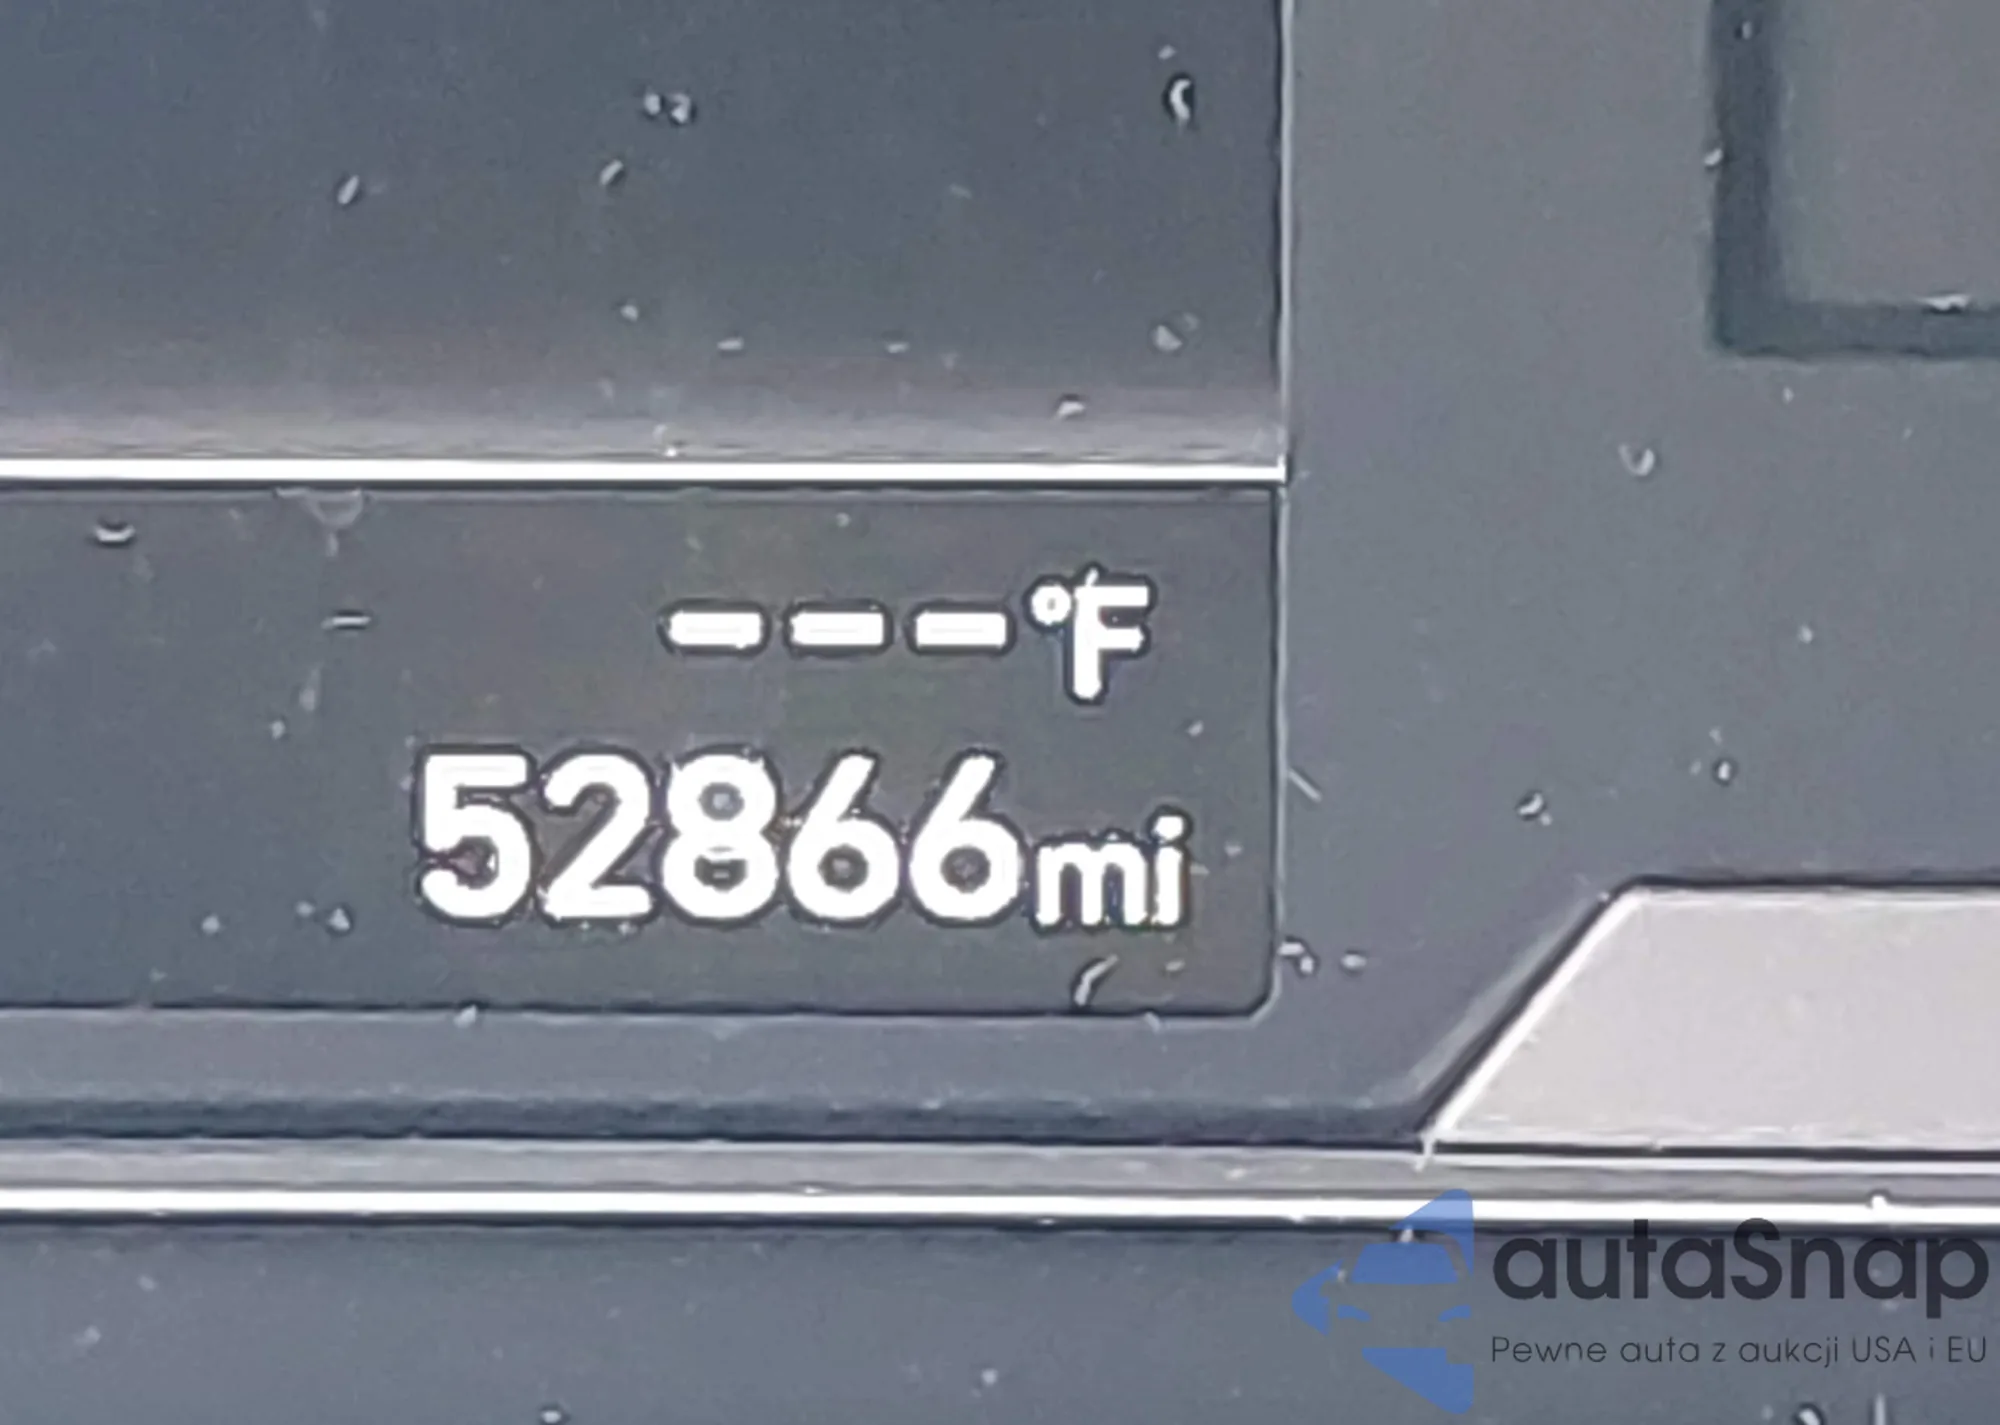 ---°F
52866mi
autaSnap
Pewne auta z aukcji USA i EU